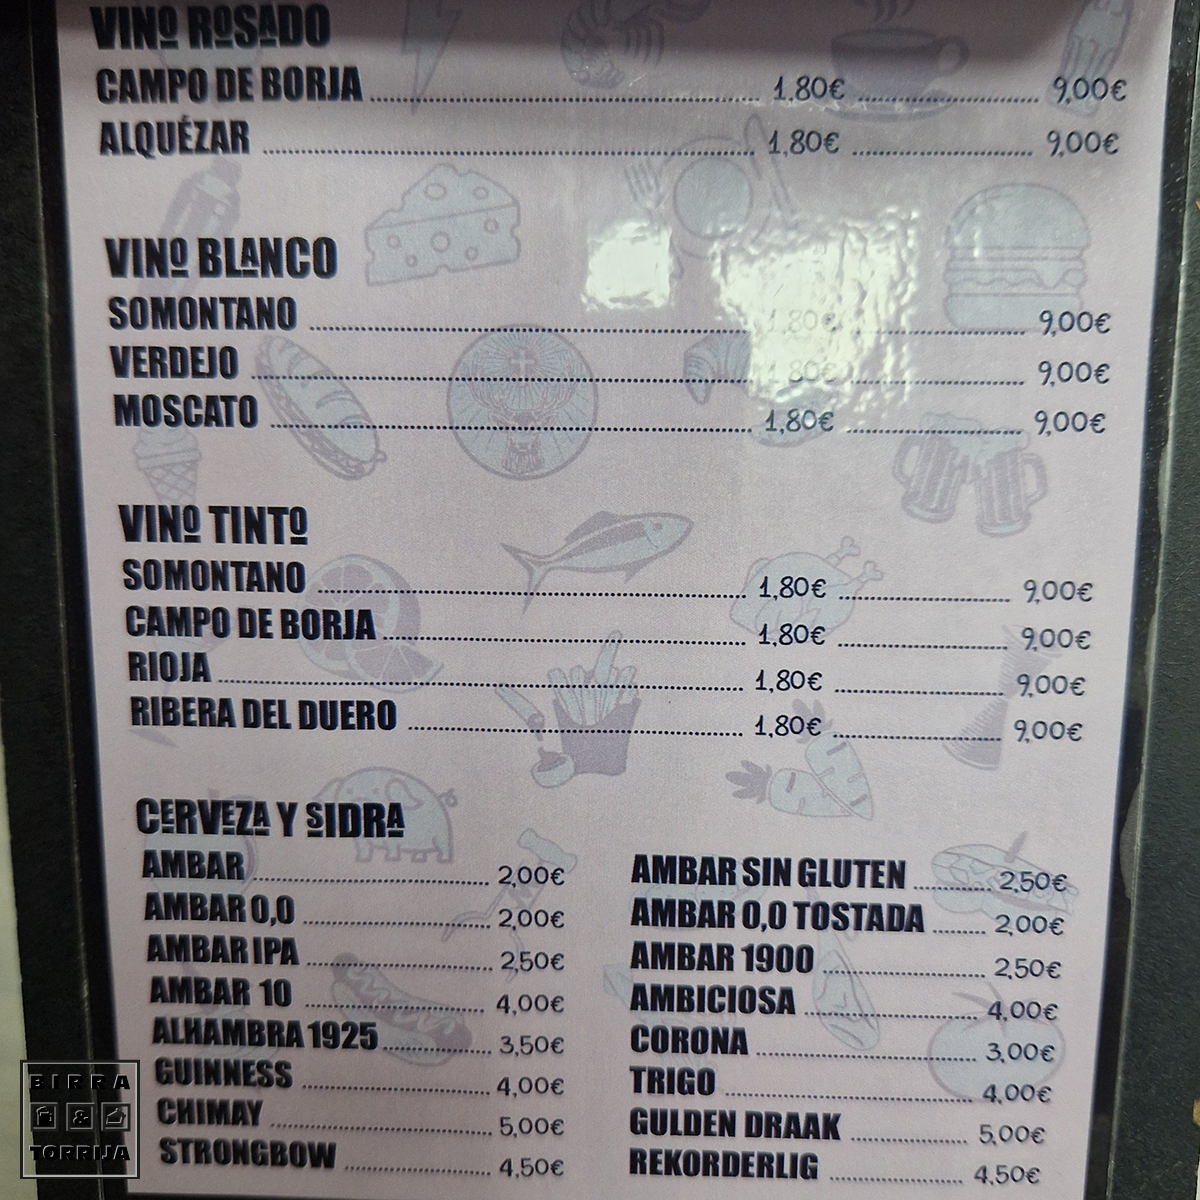 VINO ROSADO
CAMPO DE BORJA 1,80€ 9,00€
ALQUÉZAR 1,80€ 9,00€
VINO BLANCO
SOMONTANO 1,80€ 9,00€
VERDEJO 1,80€ 9,00€
MOSCATO 1,80€ 9,00€
VINO TINTO
SOMONTANO 1,80€ 9,00€
CAMPO DE BORJA 1,80€ 9,00€
RIOJA 1,80€ 9,00€
RIBERA DEL DUERO 1,80€ 9,00€
CERVEZA Y SIDRA
AMBAR 2,00€
AMBAR 0,0 2,00€
AMBAR IPA 2,50€
AMBAR 10 4,00€
ALHAMBRA 1925 3,50€
GUINNESS 4,00€
CHIMAY 5,00€
STRONGBOW 4,50€
AMBAR SIN GLUTEN 2,50€
AMBAR 0,0 TOSTADA 2,00€
AMBAR 1900 2,50€
AMBICIOSA 4,00€
CORONA 3,00€
TRIGO 4,00€
GULDEN DRAAK 5,00€
REKORDERLIG 4,50€
BIRRA
&
TORRIJA